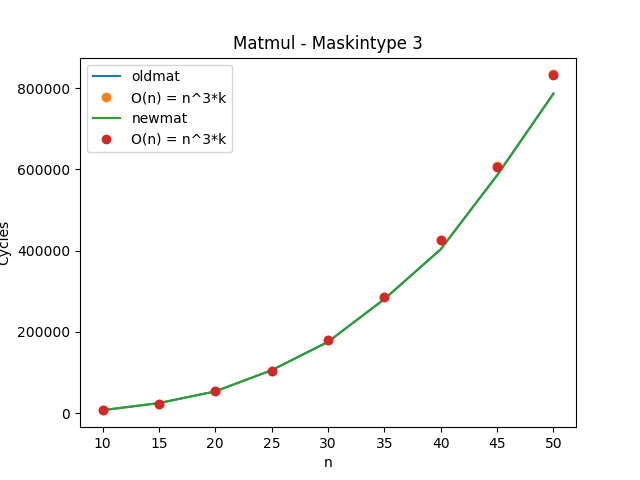 Matmul - Maskintype 3
oldmat
O(n) = n^3*k
newmat
O(n) = n^3*k
800000
600000
400000
200000
0
Cycles
10 15 20 25 30 35 40 45 50
n